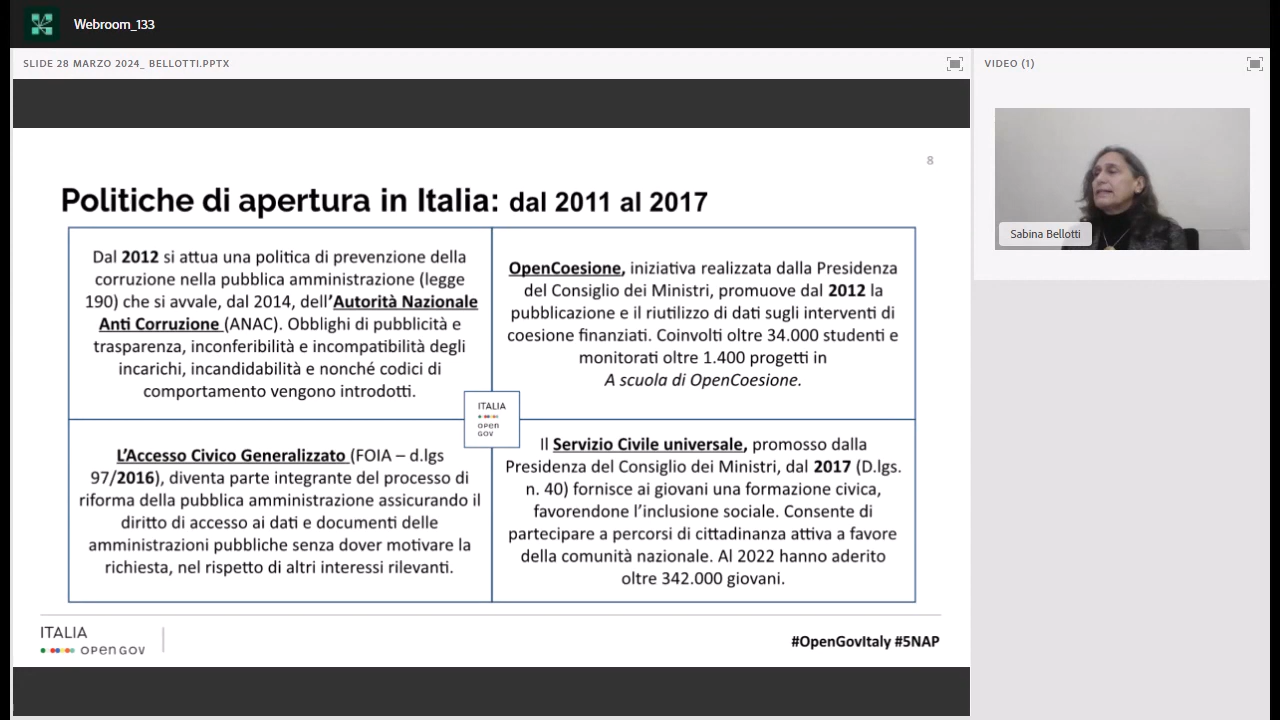 Webroom_133
SLIDE 28 MARZO 2024_ BELLOTTI.PPTX
VIDEO (1)
Sabina Bellotti
8
Politiche di apertura in Italia: dal 2011 al 2017
Dal 2012 si attua una politica di prevenzione della
corruzione nella pubblica amministrazione (legge
190) che si avvale, dal 2014, dell'Autorità Nazionale
Anti Corruzione (ANAC). Obblighi di pubblicità e
trasparenza, inconferibilità e incompatibilità degli
incarichi, incandidabilità e nonché codici di
comportamento vengono introdotti.
OpenCoesione, iniziativa realizzata dalla Presidenza
del Consiglio dei Ministri, promuove dal 2012 la
pubblicazione e il riutilizzo di dati sugli interventi di
coesione finanziati. Coinvolti oltre 34.000 studenti e
monitorati oltre 1.400 progetti in
A scuola di OpenCoesione.
ITALIA
open
gov
L'Accesso Civico Generalizzato (FOIA – d.lgs
97/2016), diventa parte integrante del processo di
riforma della pubblica amministrazione assicurando il
diritto di accesso ai dati e documenti delle
amministrazioni pubbliche senza dover motivare la
richiesta, nel rispetto di altri interessi rilevanti.
Il Servizio Civile universale, promosso dalla
Presidenza del Consiglio dei Ministri, dal 2017 (D.lgs.
n. 40) fornisce ai giovani una formazione civica,
favorendone l'inclusione sociale. Consente di
partecipare a percorsi di cittadinanza attiva a favore
della comunità nazionale. Al 2022 hanno aderito
oltre 342.000 giovani.
ITALIA
open gov
#OpenGovItaly #5NAP